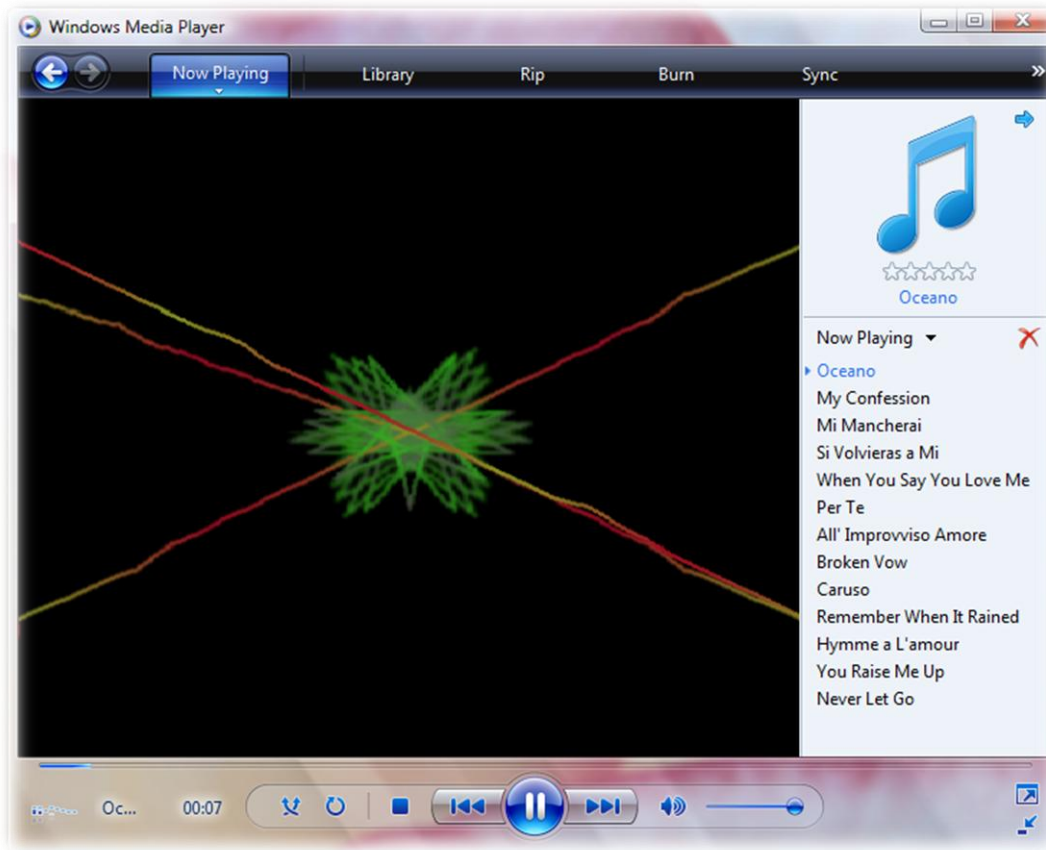 Windows Media Player
Now Playing Library Rip Burn Sync »
Oceano
Now Playing
Oceano
My Confession
Mi Mancherai
Si Volvieras a Mi
When You Say You Love Me
Per Te
All' Improvviso Amore
Broken Vow
Caruso
Remember When It Rained
Hymme a L'amour
You Raise Me Up
Never Let Go
Oc... 00:07